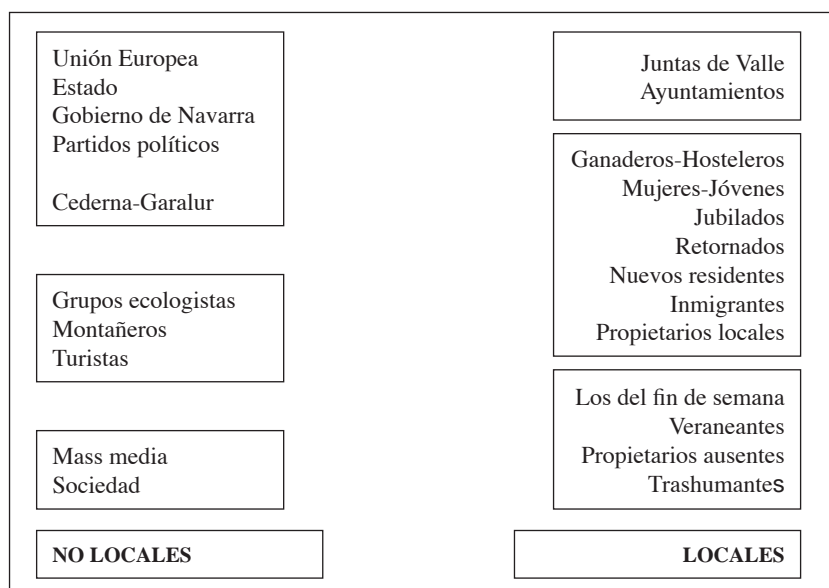 Unión Europea
Estado
Gobierno de Navarra
Partidos políticos
Cederna-Garalur
Grupos ecologistas
Montañeros
Turistas
Mass media
Sociedad
NO LOCALES
Juntas de Valle
Ayuntamientos
Ganaderos-Hosteleros
Mujeres-Jóvenes
Jubilados
Retornados
Nuevos residentes
Inmigrantes
Propietarios locales
Los del fin de semana
Veraneantes
Propietarios ausentes
Trashumantes
LOCALES